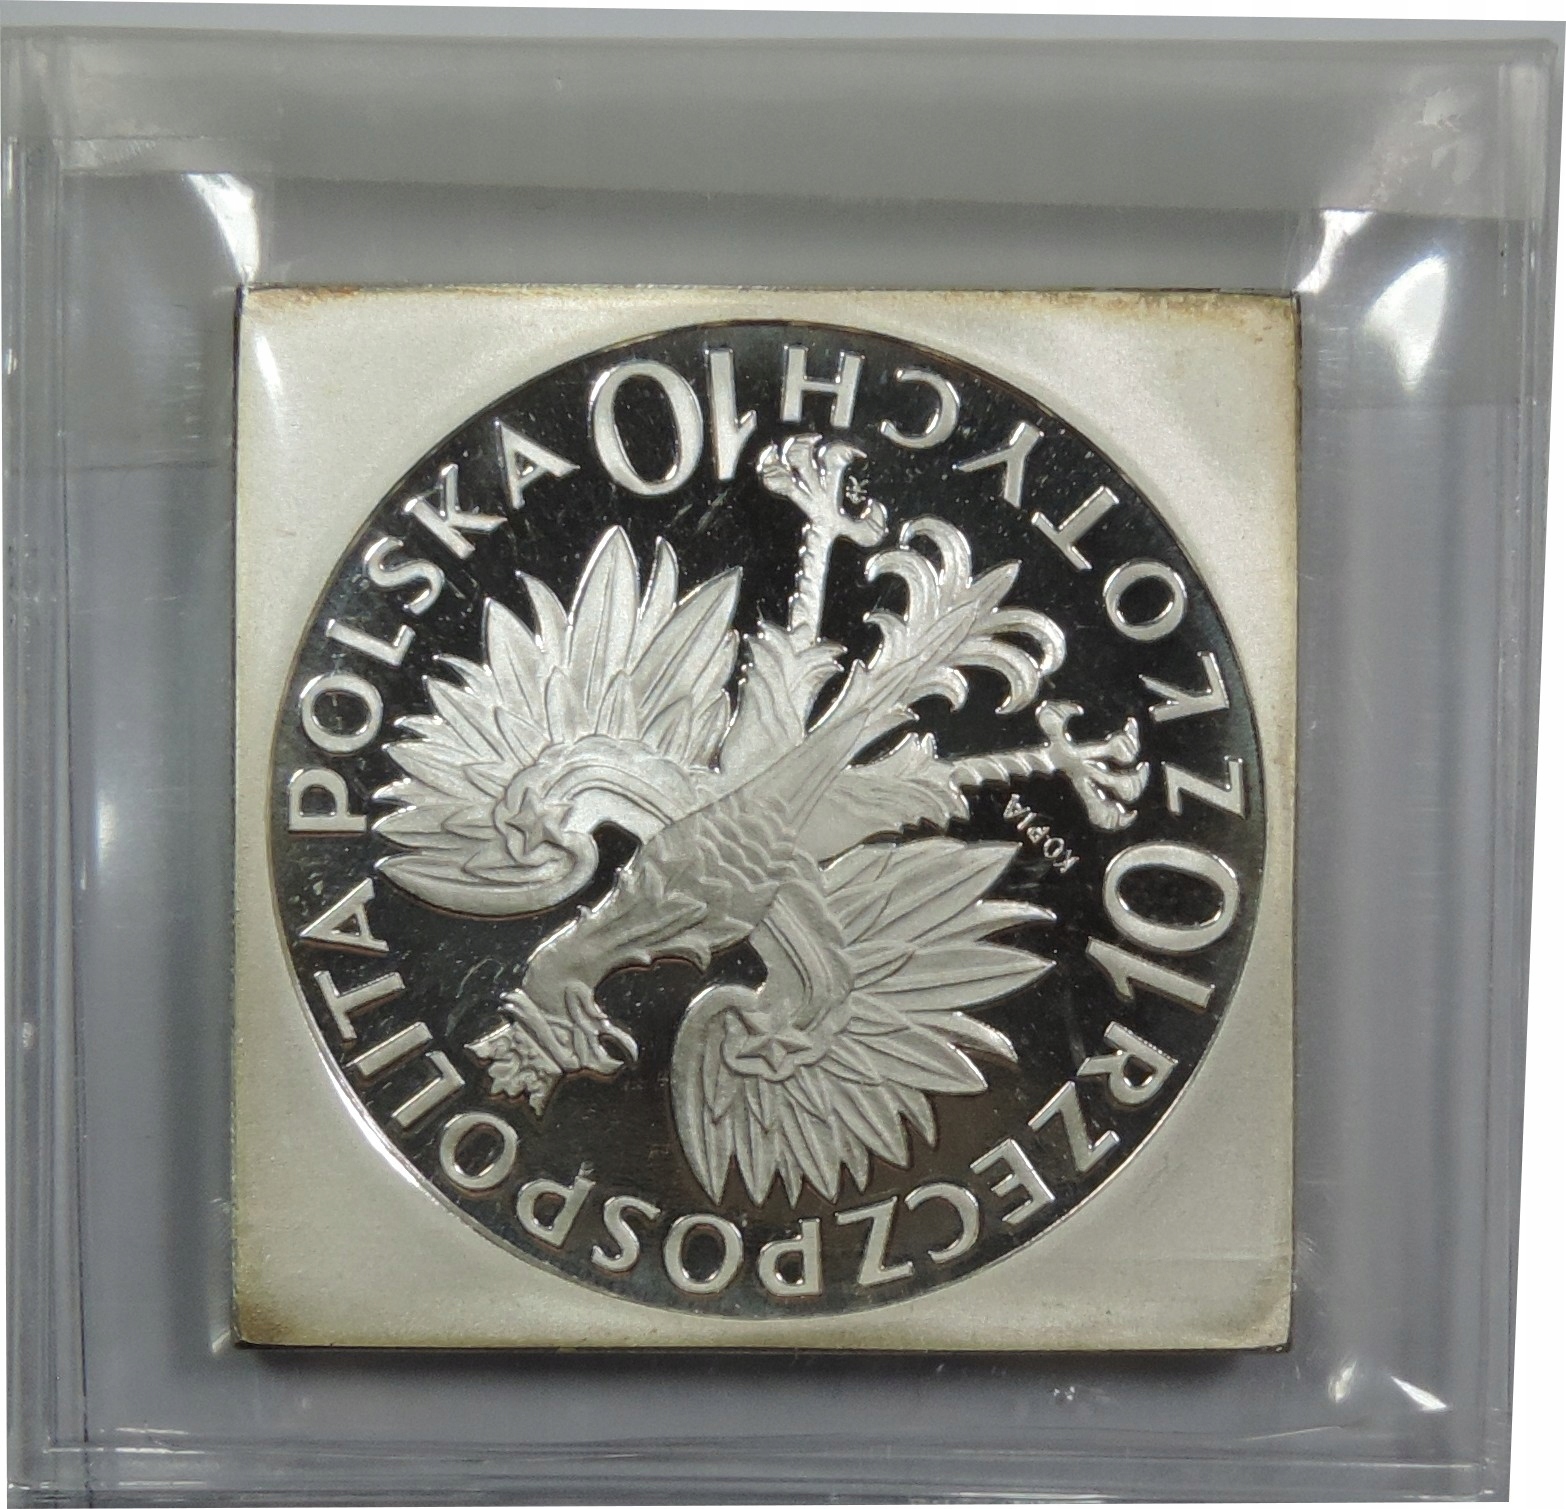 RZECZPOSPOLITA POLSKA
10 ZŁOTYCH 10
KOPIA